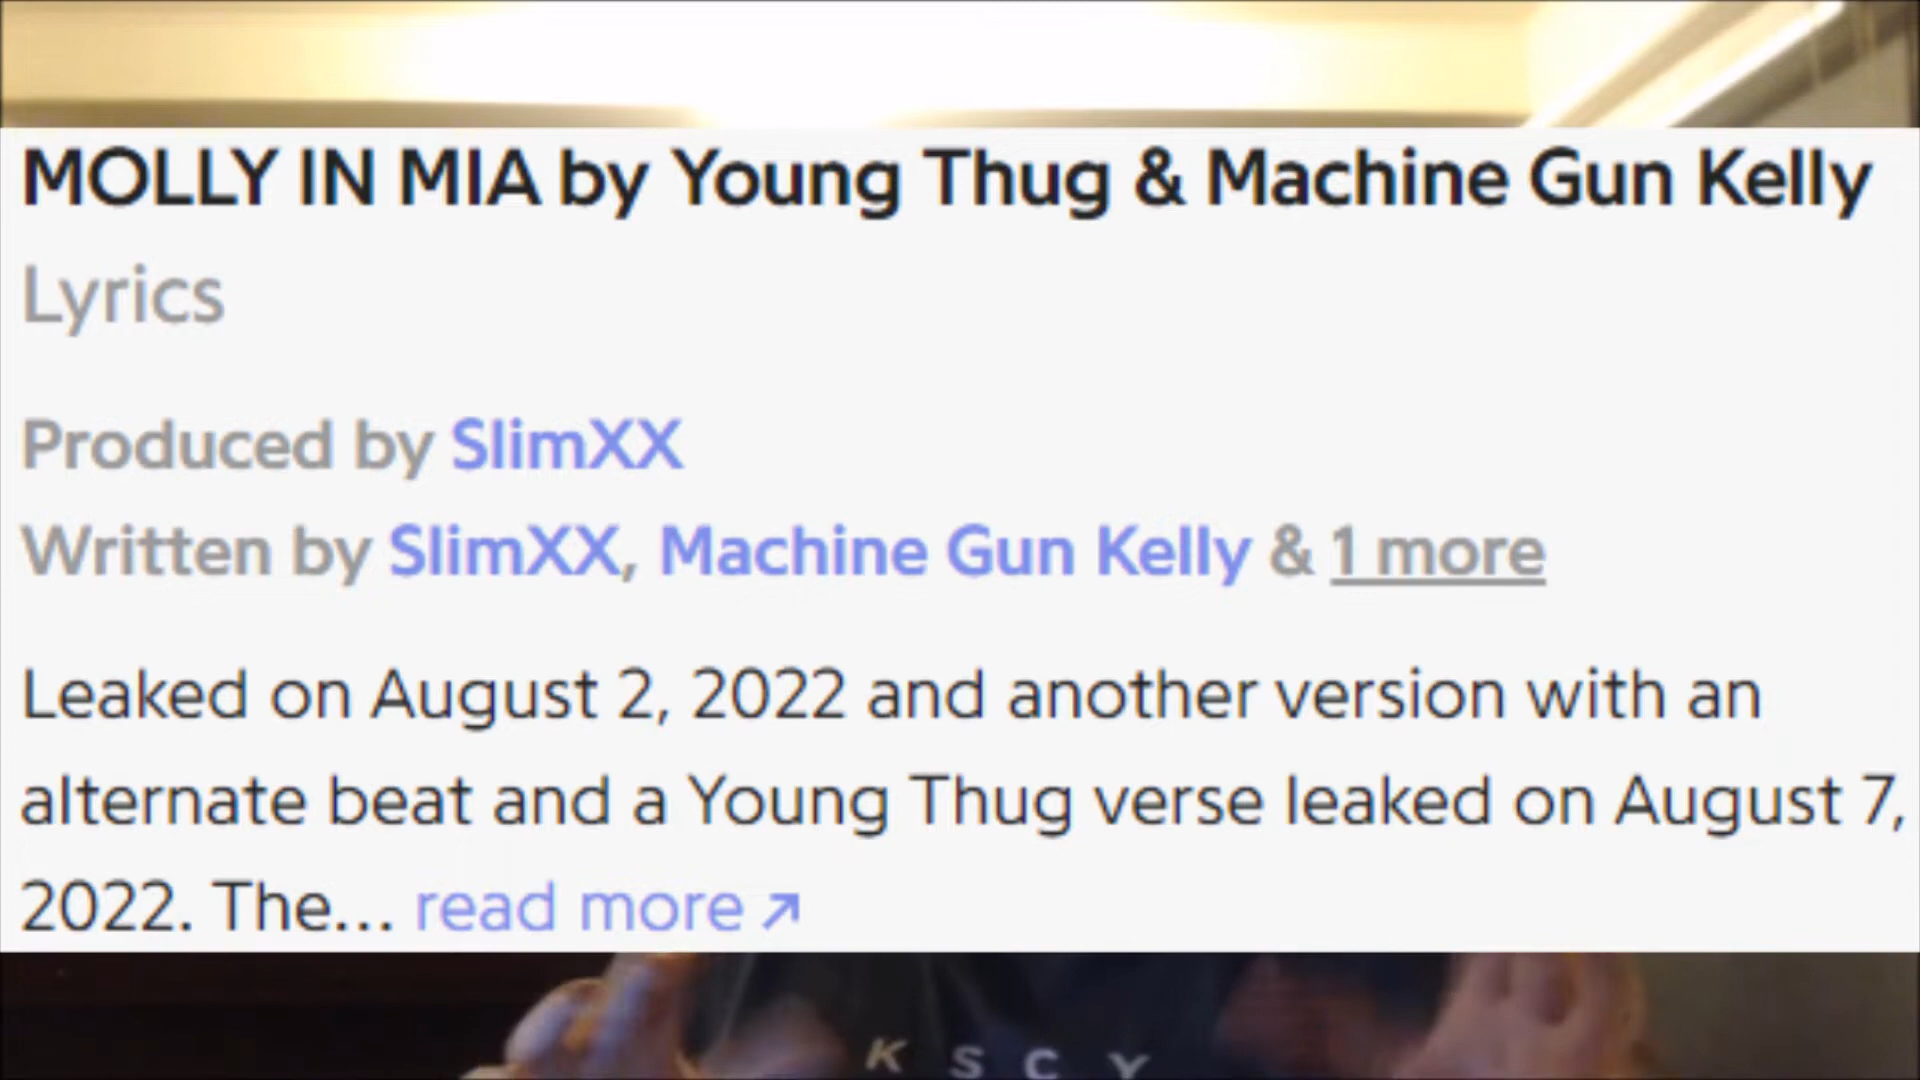 MOLLY IN MIA by Young Thug & Machine Gun Kelly
Lyrics
Produced by SlimXX
Written by SlimXX, Machine Gun Kelly & 1 more
Leaked on August 2, 2022 and another version with an
alternate beat and a Young Thug verse leaked on August 7,
2022. The... read more ↗
K S C Y